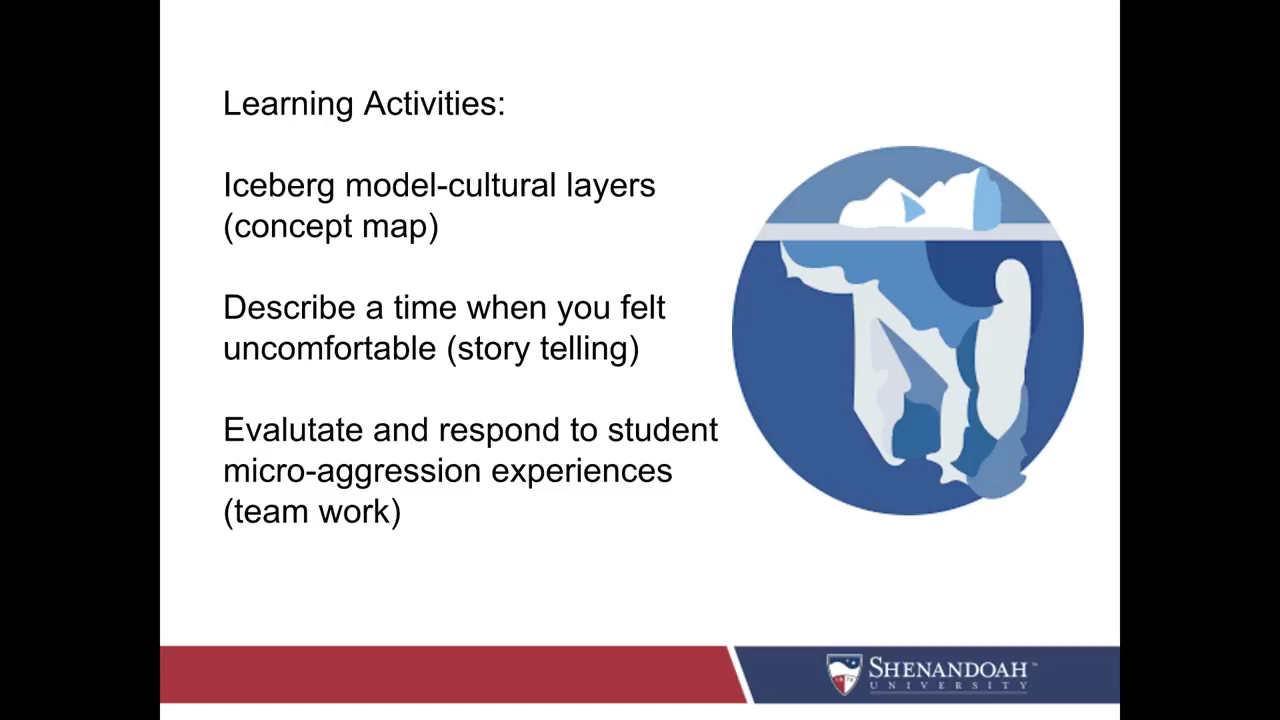 Learning Activities:
Iceberg model-cultural layers
(concept map)
Describe a time when you felt
uncomfortable (story telling)
Evalutate and respond to student
micro-aggression experiences
(team work)
SHENANDOAH
UNIVERSITY